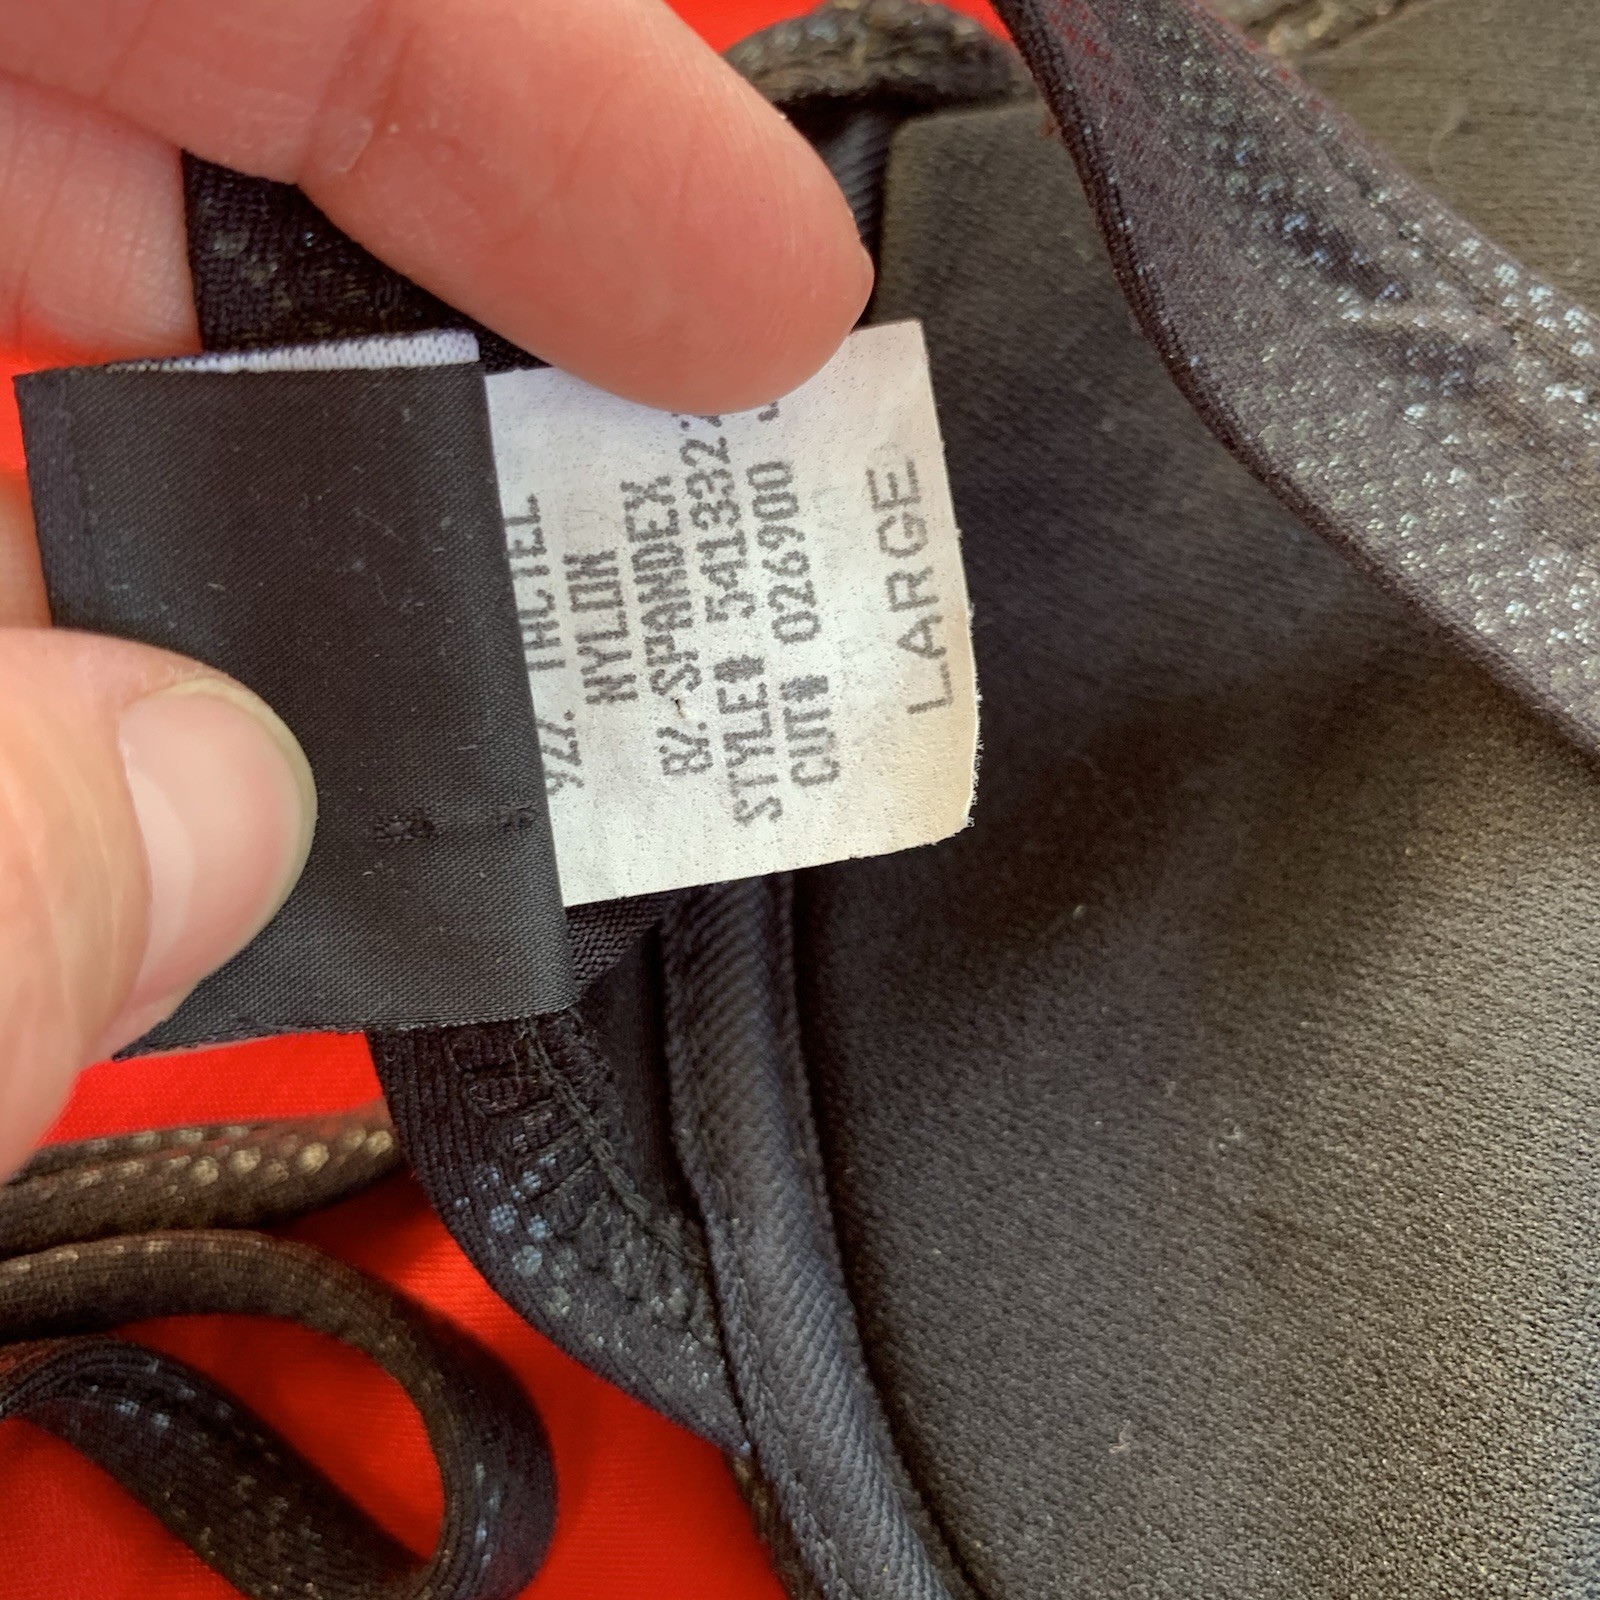 92% TACTEL
NYLON
8% SPANDEX
STYLE# 541332
CUT# 026900
LARGE